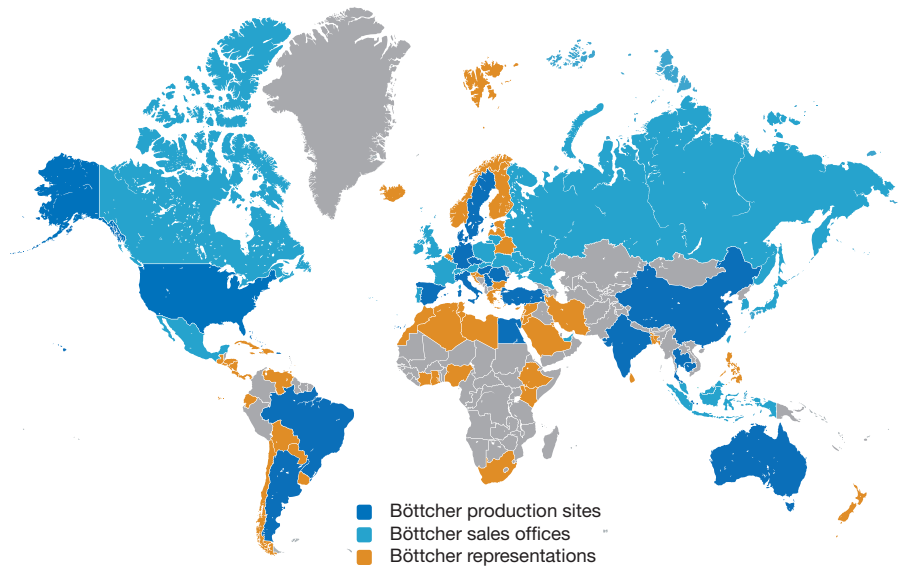 Böttcher production sites
Böttcher sales offices
Böttcher representations